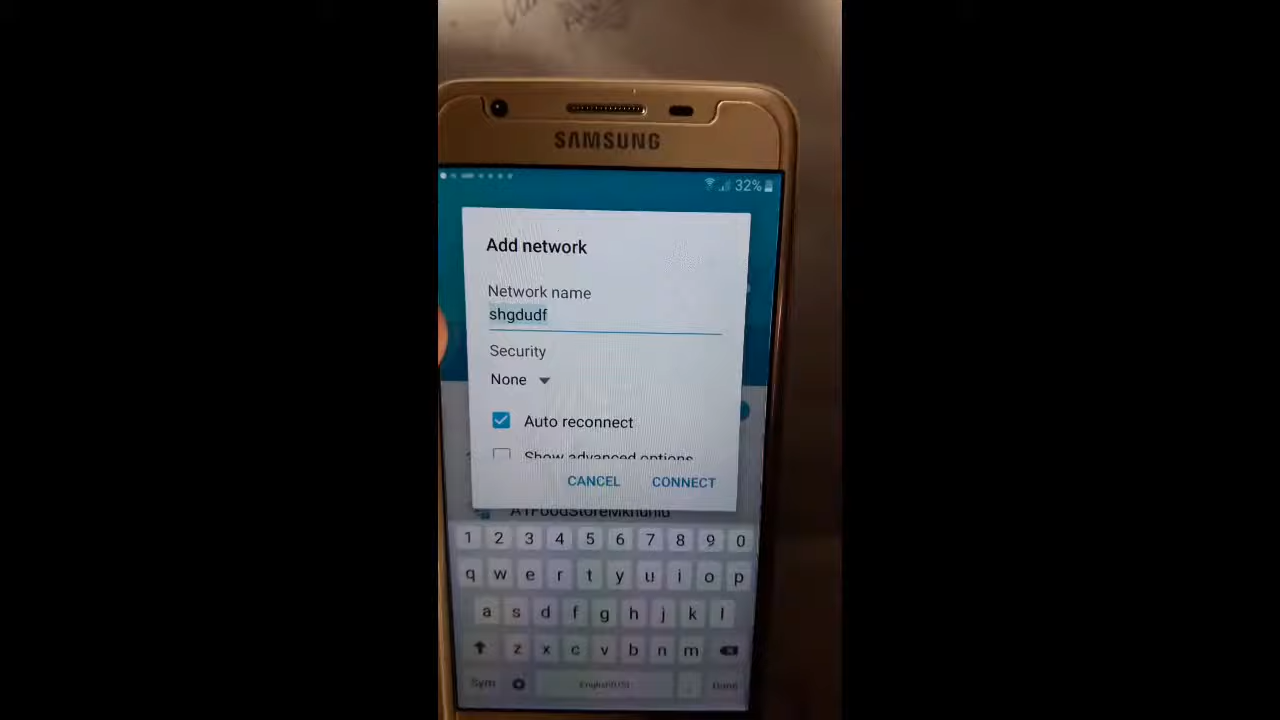 SAMSUNG
32%
Add network
Network name
shgdudf
Security
None
Auto reconnect
Show advanced options
CANCEL CONNECT
1 2 3 4 5 6 7 8 9 0
q w e r t y u i o p
a s d f g h j k l
z x c v b n m
Sym English(US) Done